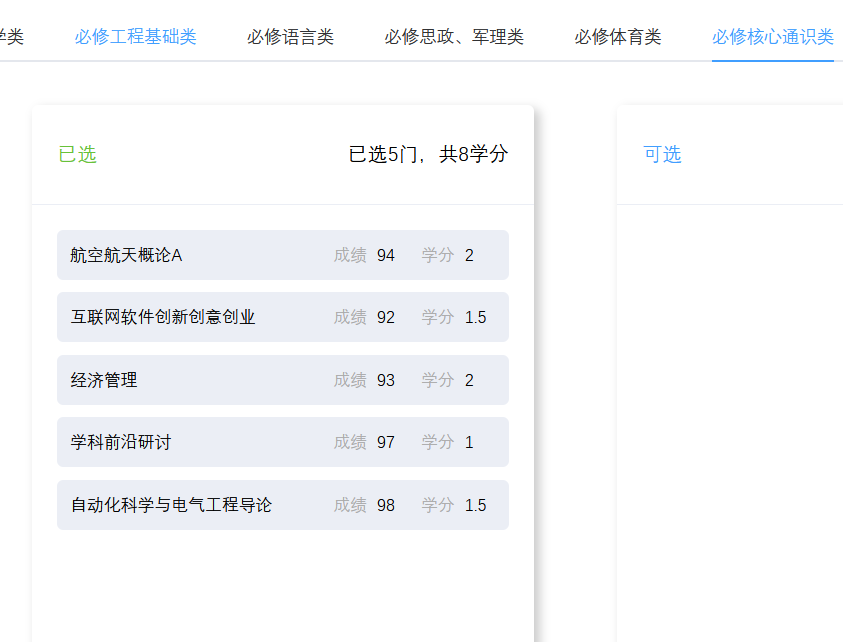 学类 必修工程基础类 必修语言类 必修思政、军理类 必修体育类 必修核心通识类
已选 已选5门，共8学分 可选
航空航天概论A 成绩 94 学分 2
互联网软件创新创意创业 成绩 92 学分 1.5
经济管理 成绩 93 学分 2
学科前沿研讨 成绩 97 学分 1
自动化科学与电气工程导论 成绩 98 学分 1.5